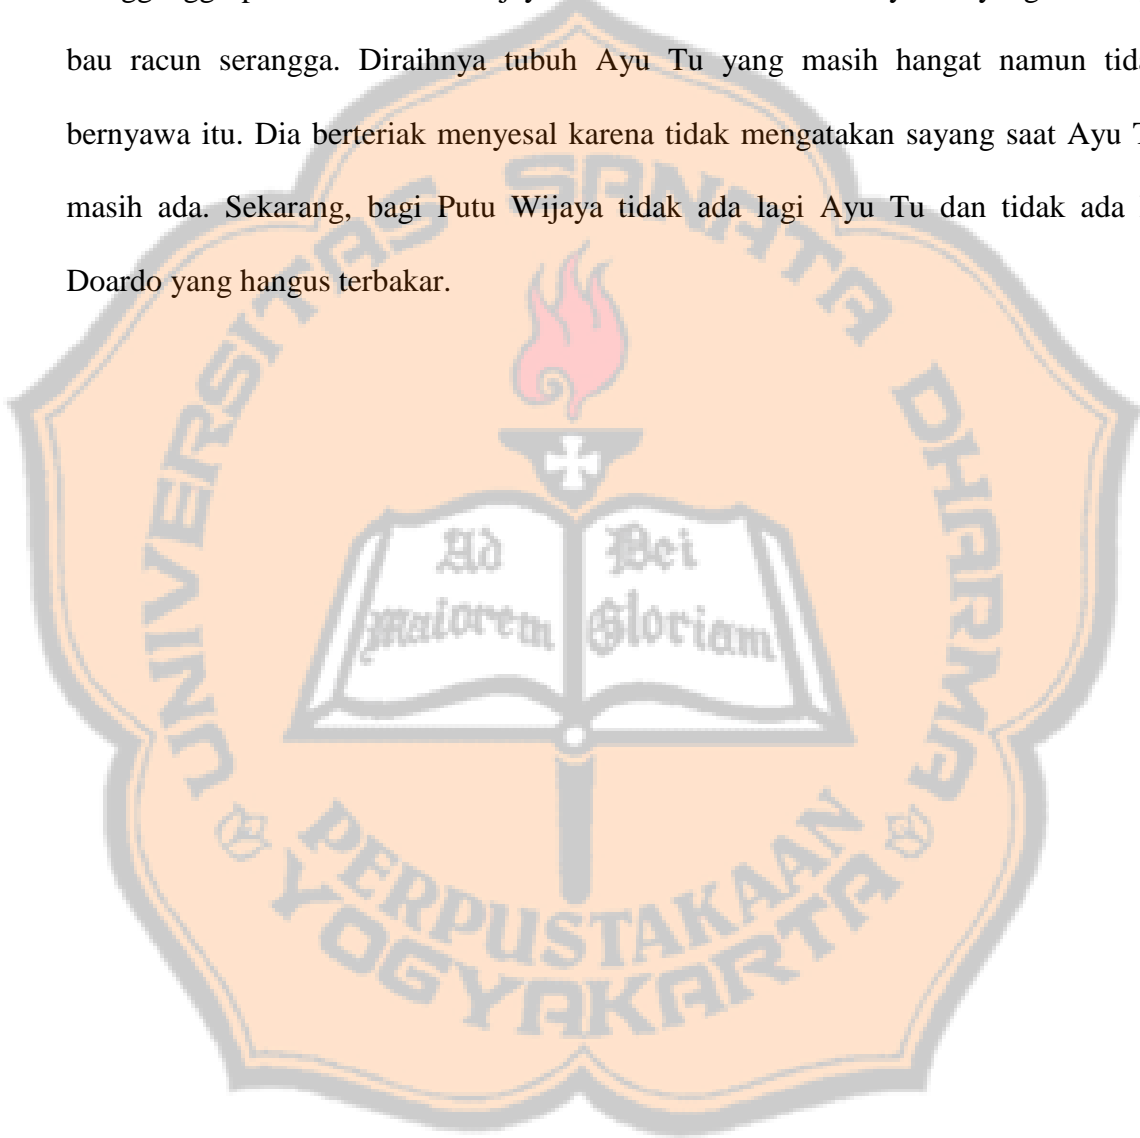 bau racun serangga. Diraihnya tubuh Ayu Tu yang masih hangat namun
bernyawa itu. Dia berteriak menyesal karena tidak mengatakan sayang saat Ayu
masih ada. Sekarang, bagi Putu Wijaya tidak ada lagi Ayu Tu dan tidak ada
Doardo yang hangus terbakar.
UNIVERSITAS SANATA DHARMA
Ad
maiorem
Dei
Gloriam
PERPUSTAKAAN
YOGYAKARTA